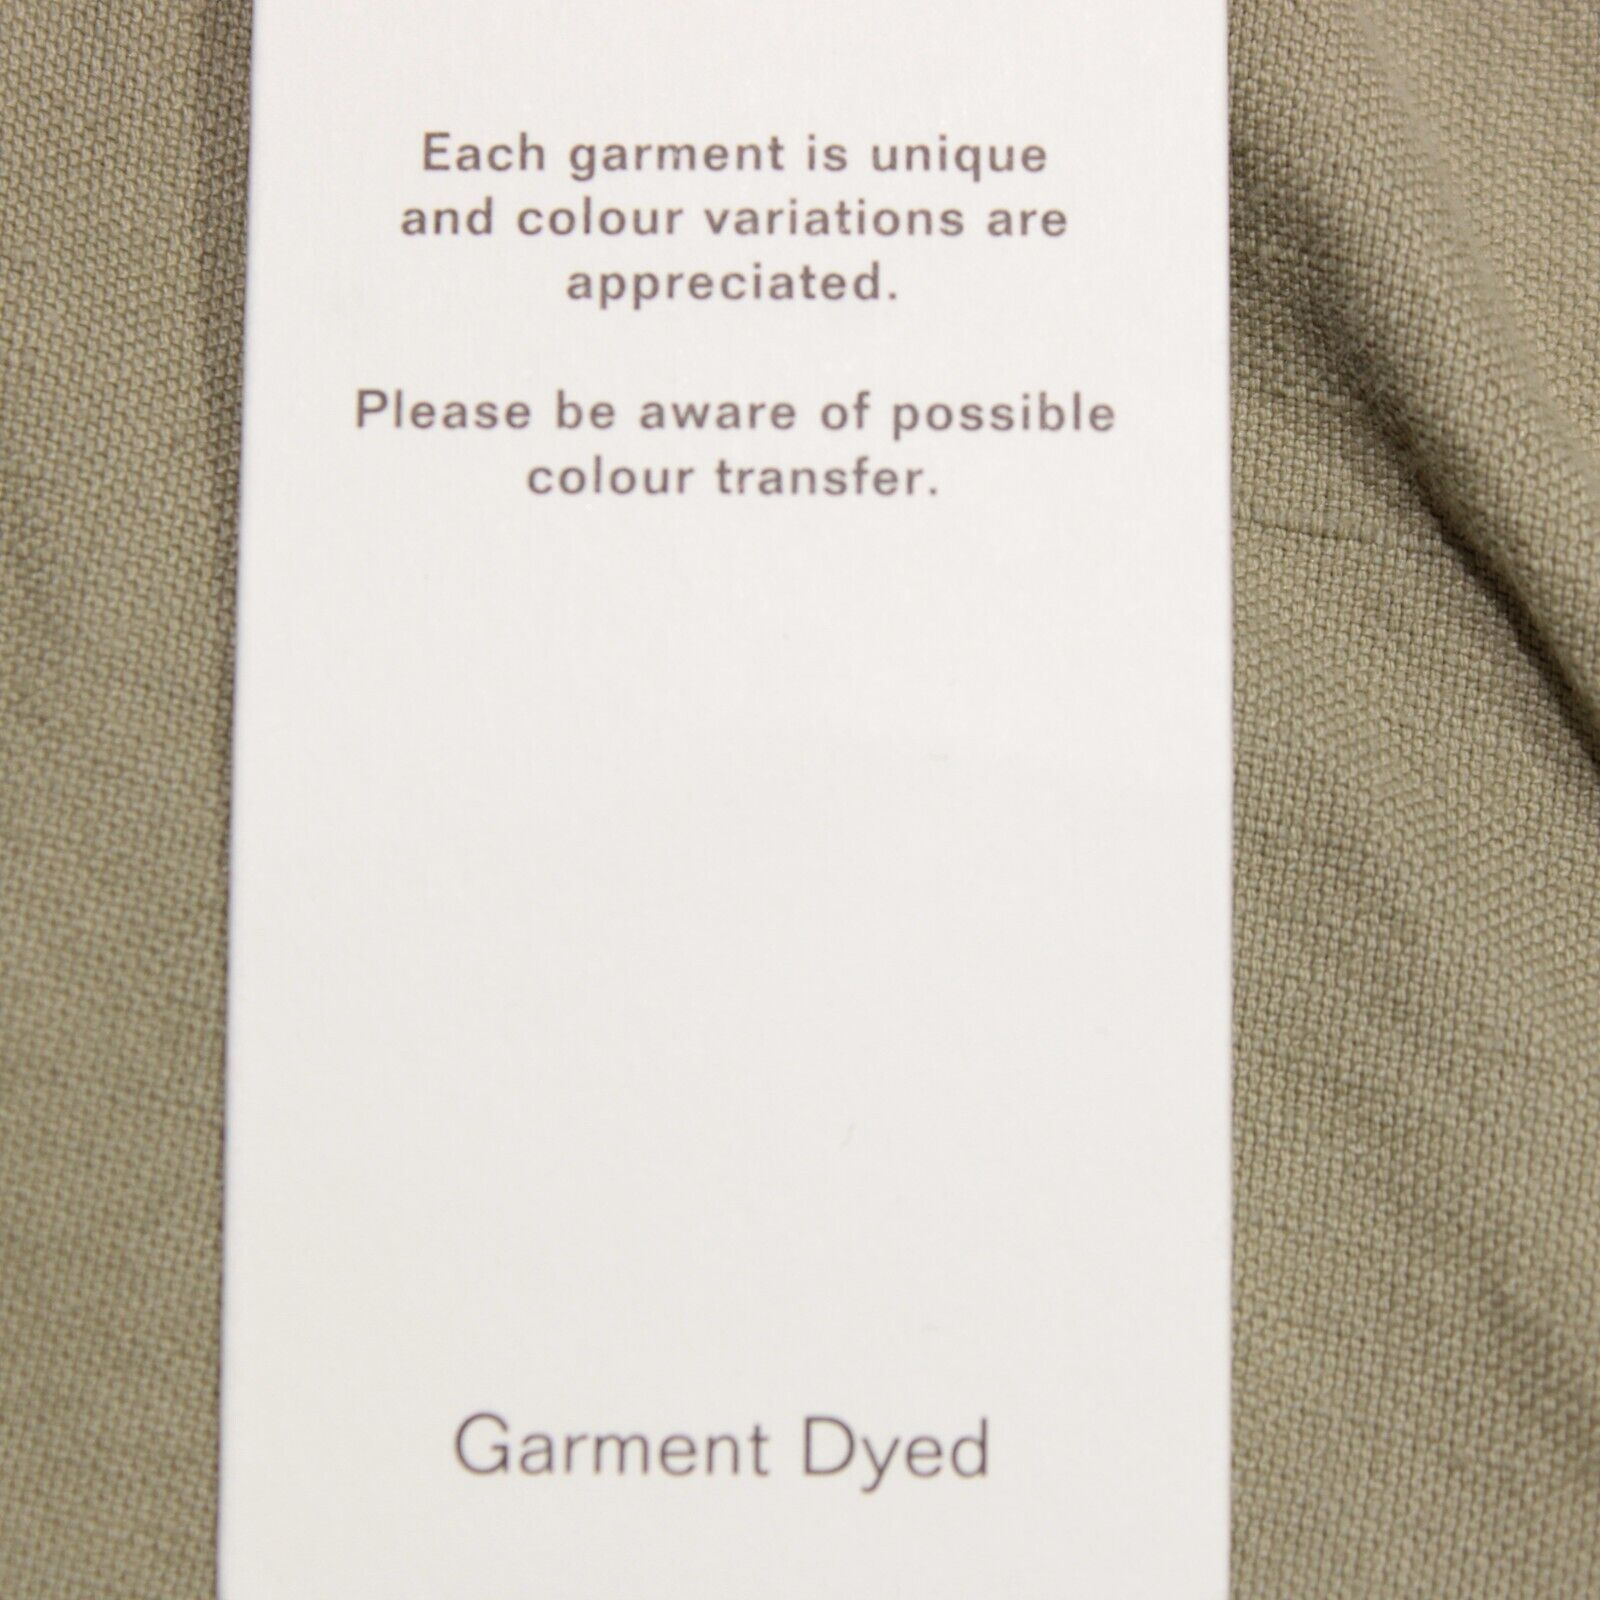 Each garment is unique
and colour variations are
appreciated.
Please be aware of possible
colour transfer.
Garment Dyed